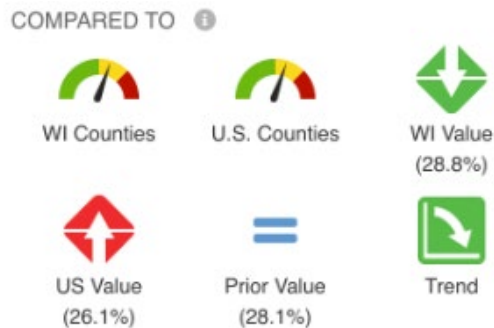 COMPARED TO
WI Counties
U.S. Counties
WI Value
(28.8%)
US Value
(26.1%)
Prior Value
(28.1%)
Trend